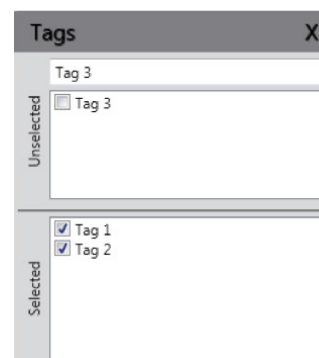 Tags X
Tag 3
Unselected
Tag 3
Selected
Tag 1
Tag 2